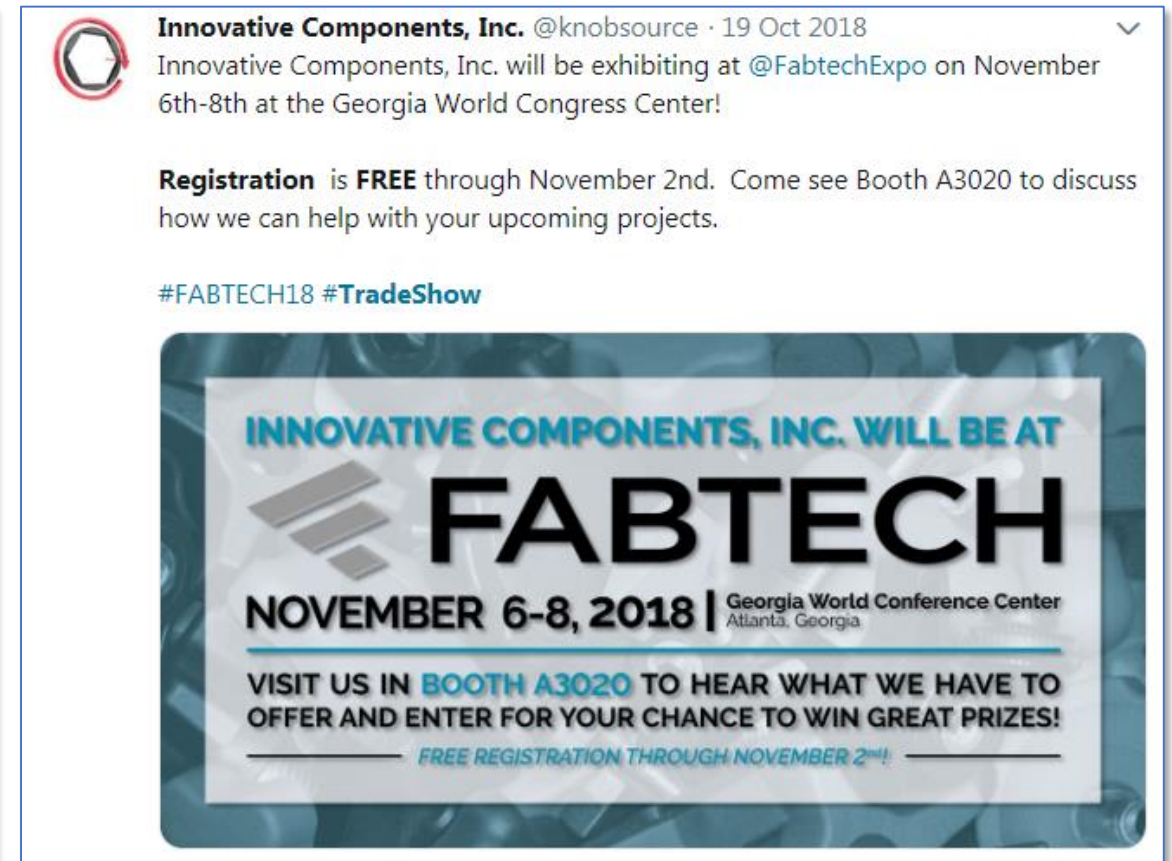 Innovative Components, Inc. @knobsource · 19 Oct 2018
Innovative Components, Inc. will be exhibiting at @FabtechExpo on November
6th-8th at the Georgia World Congress Center!
Registration is FREE through November 2nd. Come see Booth A3020 to discuss
how we can help with your upcoming projects.
#FABTECH18 #TradeShow
INNOVATIVE COMPONENTS, INC. WILL BE AT
FABTECH
NOVEMBER 6-8, 2018 | Georgia World Conference Center
Atlanta, Georgia
VISIT US IN BOOTH A3020 TO HEAR WHAT WE HAVE TO
OFFER AND ENTER FOR YOUR CHANCE TO WIN GREAT PRIZES!
FREE REGISTRATION THROUGH NOVEMBER 2nd!